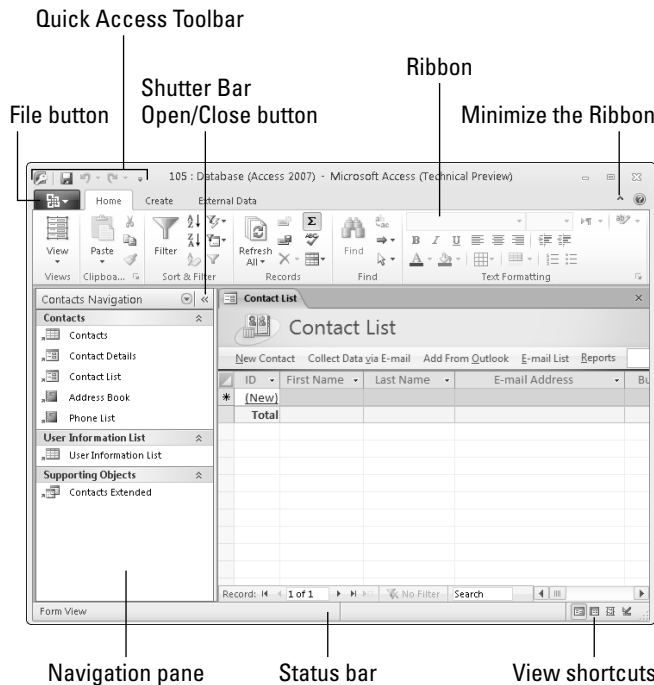 Quick Access Toolbar
Ribbon
Shutter Bar
File button Open/Close button Minimize the Ribbon
105 : Database (Access 2007) - Microsoft Access (Technical Preview)
Home Create External Data
View Paste Filter Refresh All Find
B I U
Views Clipboa... Sort & Filter Records Find Text Formatting
Contacts Navigation Contact List
Contacts
Contacts Contact List
Contact Details New Contact Collect Data via E-mail Add From Outlook E-mail List Reports
Contact List ID First Name Last Name E-mail Address Bu
Address Book (New)
Phone List Total
User Information List
User Information List
Supporting Objects
Contacts Extended
Record: 1 of 1 No Filter Search
Form View
Navigation pane Status bar View shortcuts